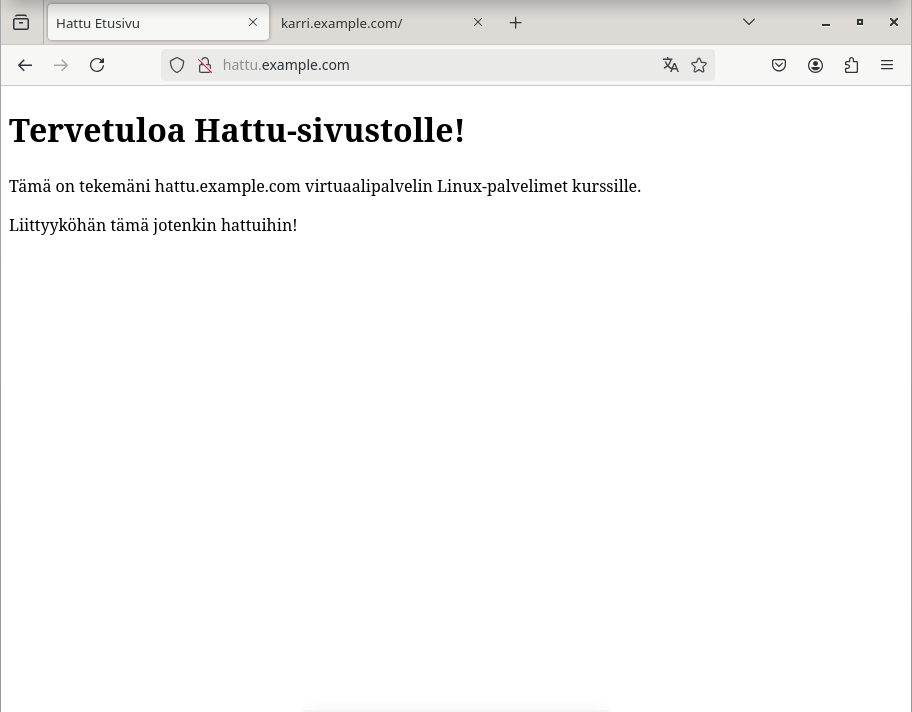 Hattu Etusivu
karri.example.com/
hattu.example.com
Tervetuloa Hattu-sivustolle!
Tämä on tekemäni hattu.example.com virtuaalipalvelin Linux-palvelimet kurssille.
Liittyyköhän tämä jotenkin hattuihin!